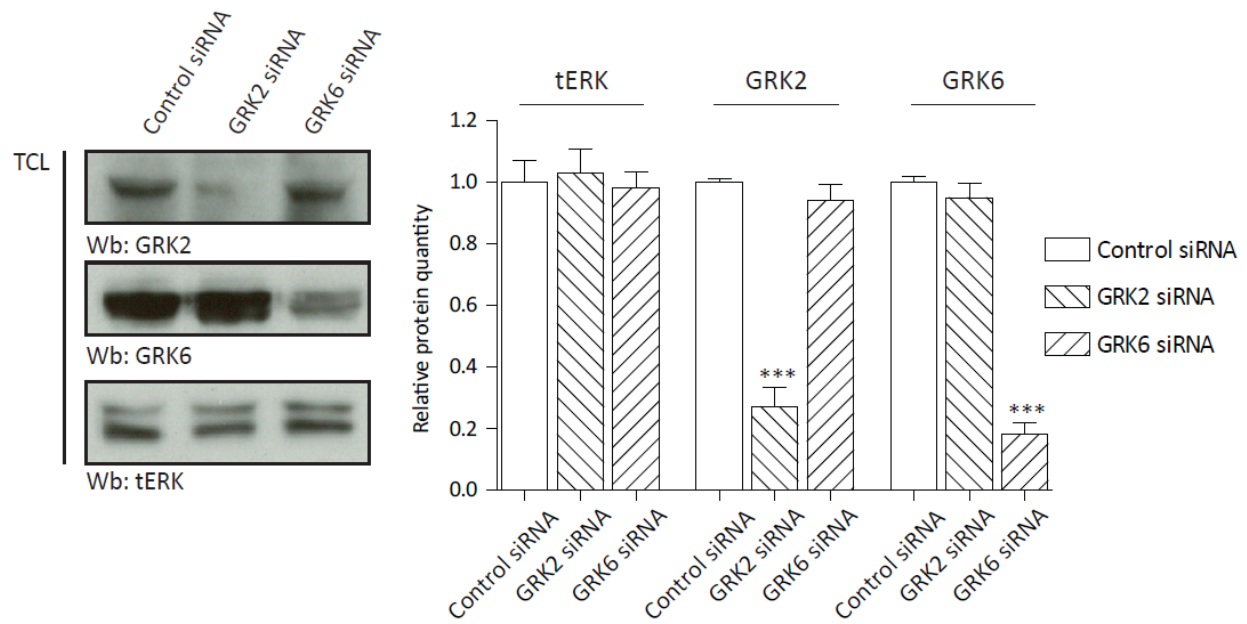 Control siRNA
GRK2 siRNA
GRK6 siRNA
TCL
Wb: GRK2
Wb: GRK6
Wb: tERK
tERK
GRK2
GRK6
Relative protein quantity
1.2
1.0
0.8
0.6
0.4
0.2
0.0
***
***
Control siRNA
GRK2 siRNA
GRK6 siRNA
Control siRNA
GRK2 siRNA
GRK6 siRNA
Control siRNA
GRK2 siRNA
GRK6 siRNA
Control siRNA
GRK2 siRNA
GRK6 siRNA